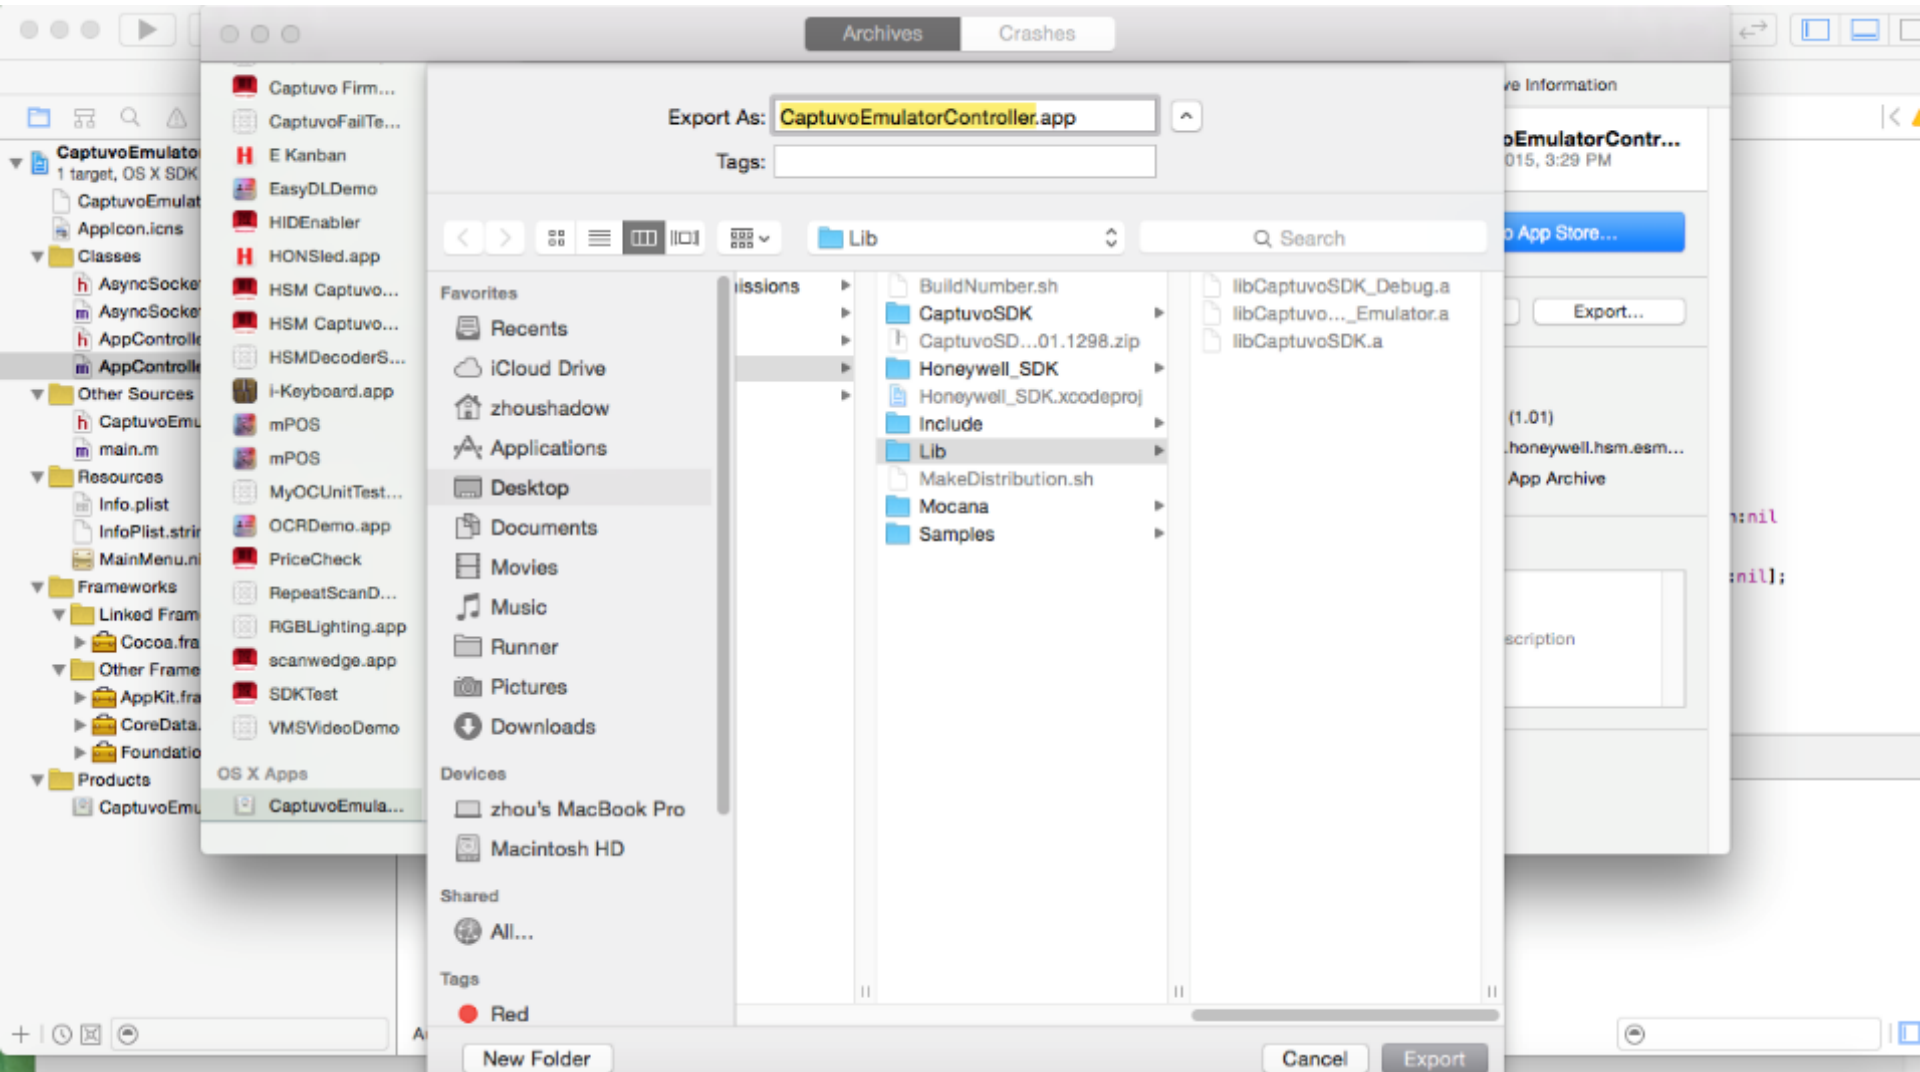 Archives
Crashes
CaptuvoEmulato
1 target, OS X SDK
CaptuvoEmulat
AppIcon.icns
Classes
h AsyncSocke
m AsyncSocke
h AppControlle
m AppControlle
Other Sources
h CaptuvoEmu
m main.m
Resources
Info.plist
InfoPlist.strin
MainMenu.ni
Frameworks
Linked Fram
Cocoa.fra
Other Frame
AppKit.fra
CoreData.
Foundatio
Products
CaptuvoEmu
Captuvo Firm...
CaptuvoFailTe...
H E Kanban
EasyDLDemo
HIDEnabler
H HONSled.app
HSM Captuvo...
HSM Captuvo...
HSMDecoderS...
i-Keyboard.app
mPOS
mPOS
MyOCUnitTest...
OCRDemo.app
PriceCheck
RepeatScanD...
RGBLighting.app
scanwedge.app
SDKTest
VMSVideoDemo
OS X Apps
CaptuvoEmula...
Export As: CaptuvoEmulatorController.app
Tags:
Lib
Search
Favorites
Recents
iCloud Drive
zhoushadow
Applications
Desktop
Documents
Movies
Music
Runner
Pictures
Downloads
Devices
zhou's MacBook Pro
Macintosh HD
Shared
All...
Tags
Red
issions
BuildNumber.sh
CaptuvoSDK
CaptuvoSD...01.1298.zip
Honeywell_SDK
Honeywell_SDK.xcodeproj
Include
Lib
MakeDistribution.sh
Mocana
Samples
libCaptuvoSDK_Debug.a
libCaptuvo..._Emulator.a
libCaptuvoSDK.a
New Folder
Cancel
Export
ve Information
oEmulatorContr...
015, 3:29 PM
o App Store...
Export...
(1.01)
.honeywell.hsm.esm...
App Archive
scription
n:nil
:nil];